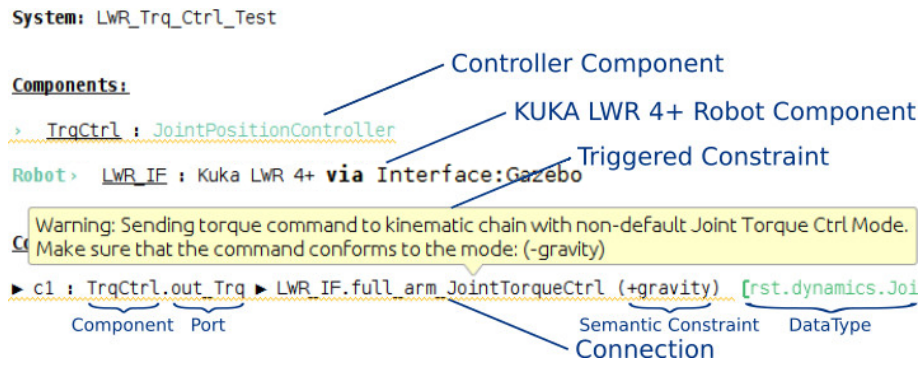 System: LWR_Trq_Ctrl_Test
Controller Component
Components:
› TrqCtrl : JointPositionController
KUKA LWR 4+ Robot Component
Triggered Constraint
Robot › LWR_IF : Kuka LWR 4+ via Interface:Gazebo
Warning: Sending torque command to kinematic chain with non-default Joint Torque Ctrl Mode.
Make sure that the command conforms to the mode: (-gravity)
▶ c1 : TrqCtrl.out_Trq ▶ LWR_IF.full_arm_JointTorqueCtrl (+gravity) [rst.dynamics.Joi
Component Port Semantic Constraint DataType
Connection